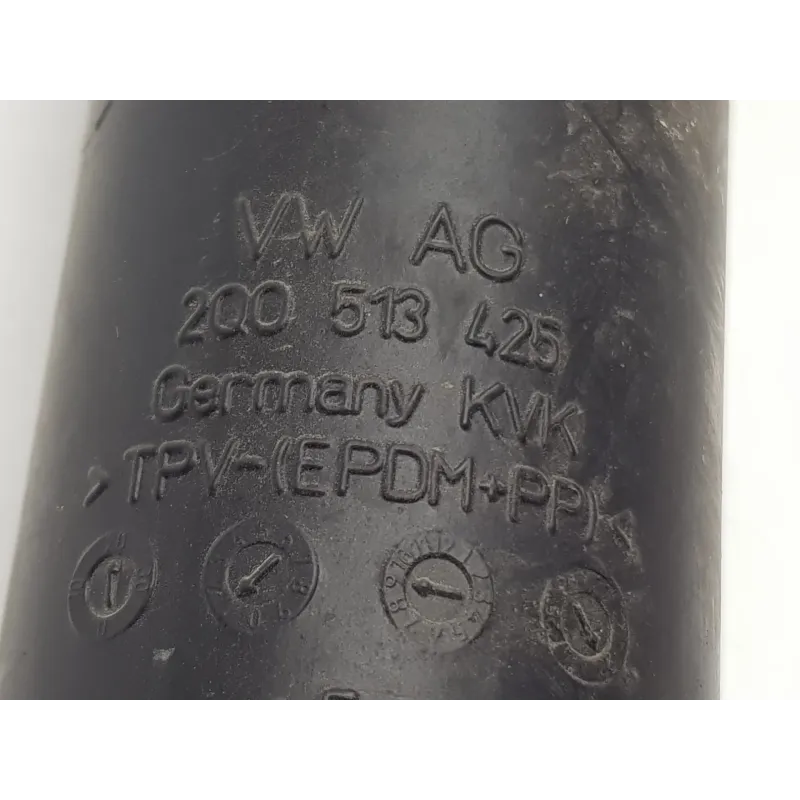 VW AG
2Q0 513 425
Germany KVK
>TPV-(EPDM+PP)<